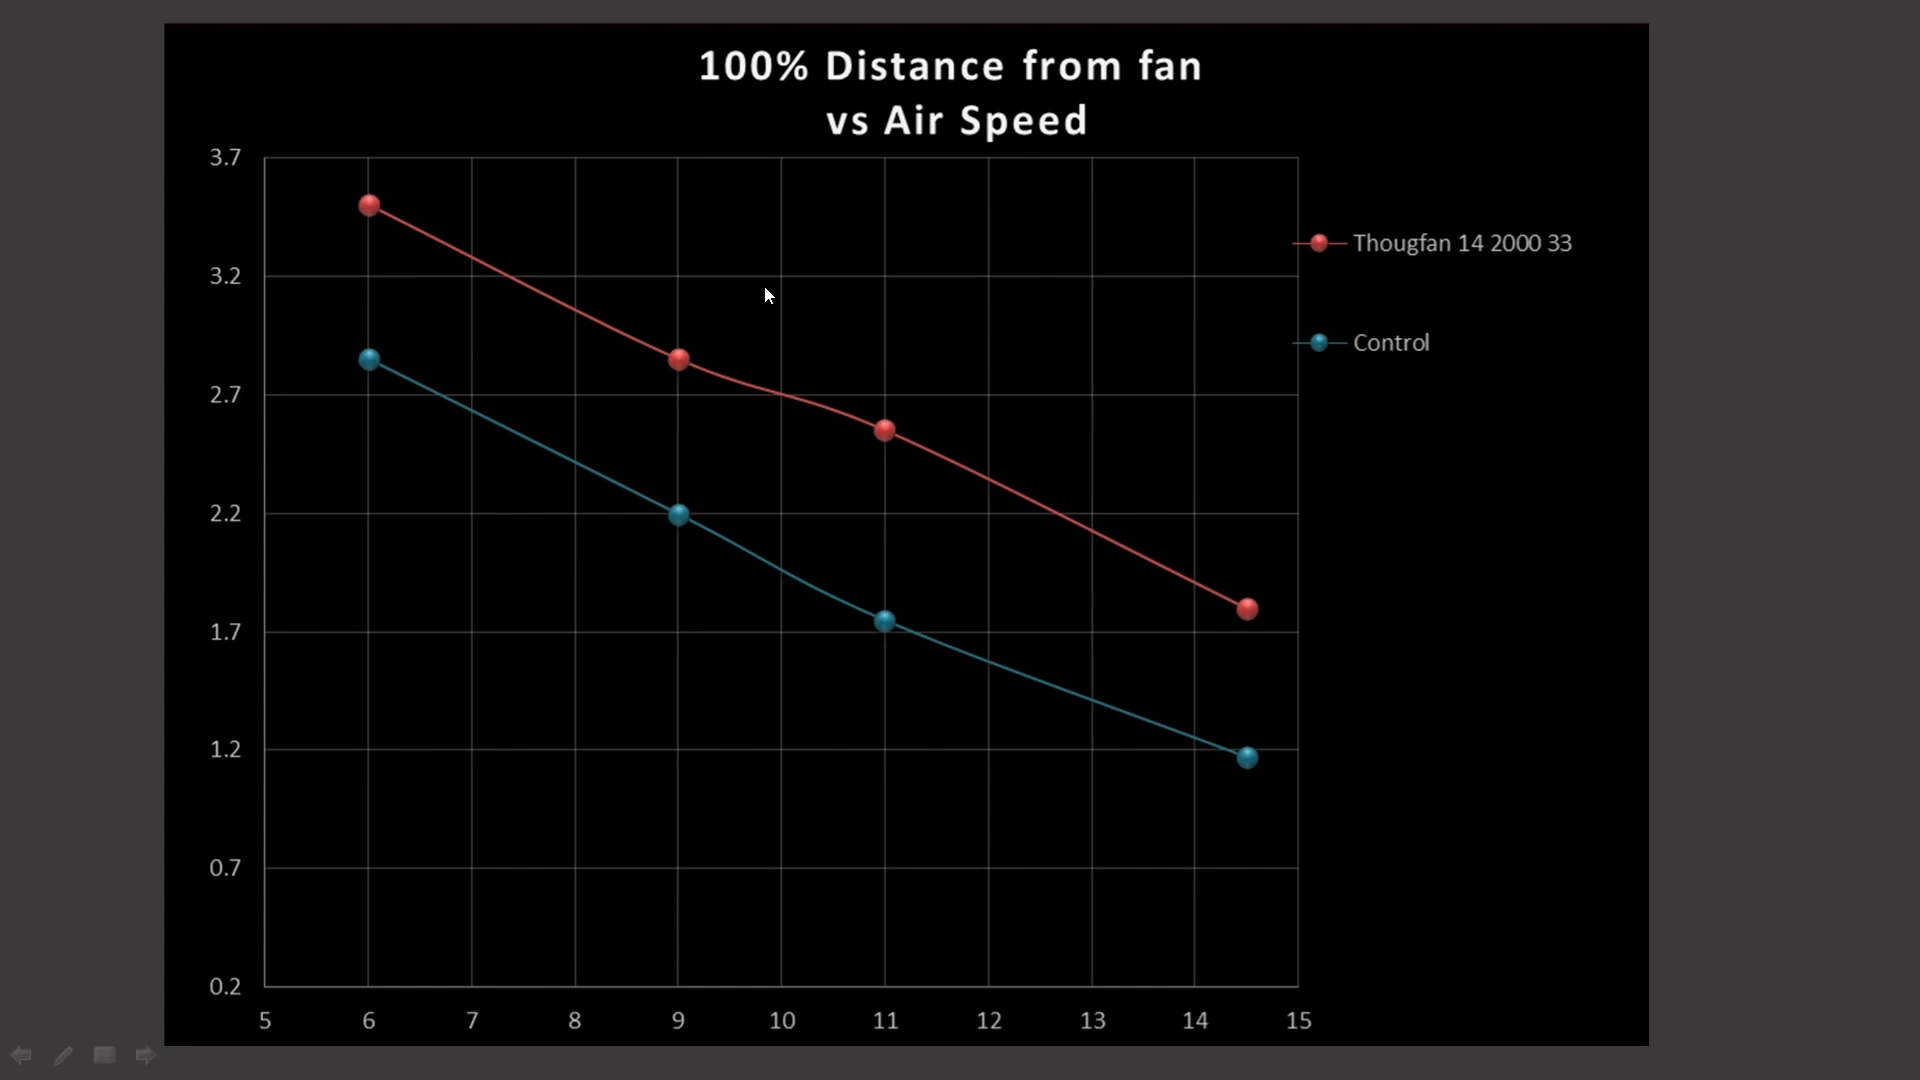 100% Distance from fan
vs Air Speed
3.7
3.2
2.7
2.2
1.7
1.2
0.7
0.2
5 6 7 8 9 10 11 12 13 14 15
Thougfan 14 2000 33
Control